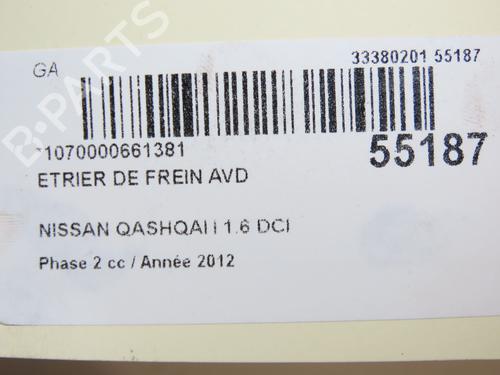 GA
33380201 55187
1070000661381
55187
ETRIER DE FREIN AVD
NISSAN QASHQAI I 1.6 DCI
Phase 2 cc / Année 2012
B-PARTS